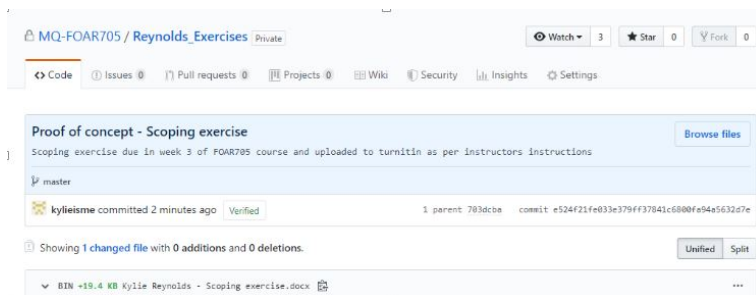 MQ-FOAR705 / Reynolds_Exercises Private
Watch 3 Star 0 Fork 0
Code Issues 0 Pull requests 0 Projects 0 Wiki Security Insights Settings
Proof of concept - Scoping exercise
Browse files
Scoping exercise due in week 3 of FOAR705 course and uploaded to turnitin as per instructors instructions
master
kylieisme committed 2 minutes ago Verified
1 parent 703dcba commit e524f21fe033e379ff37841c6800fa94a5632d7e
Showing 1 changed file with 0 additions and 0 deletions.
Unified Split
BIN +19.4 KB Kylie Reynolds - Scoping exercise.docx